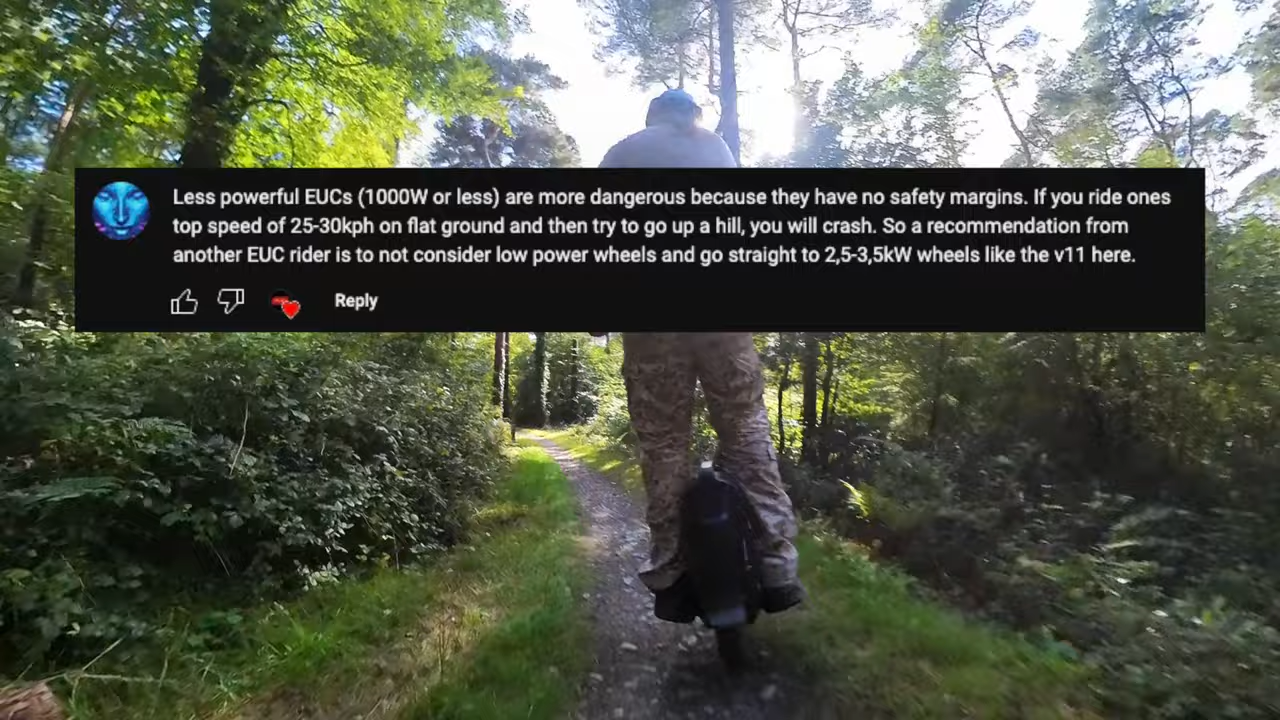 Less powerful EUCs (1000W or less) are more dangerous because they have no safety margins. If you ride ones
top speed of 25-30kph on flat ground and then try to go up a hill, you will crash. So a recommendation from
another EUC rider is to not consider low power wheels and go straight to 2,5-3,5kW wheels like the v11 here.
Reply